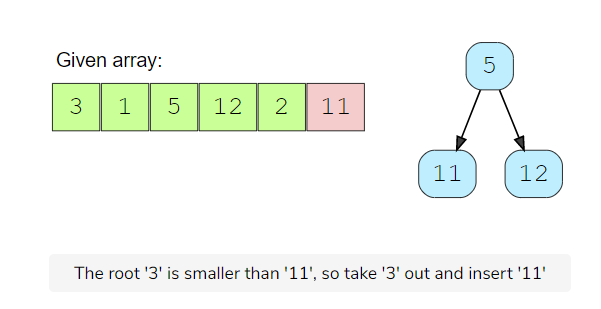 Given array:
5
3 1 5 12 2 11
11 12
The root '3' is smaller than '11', so take '3' out and insert '11'